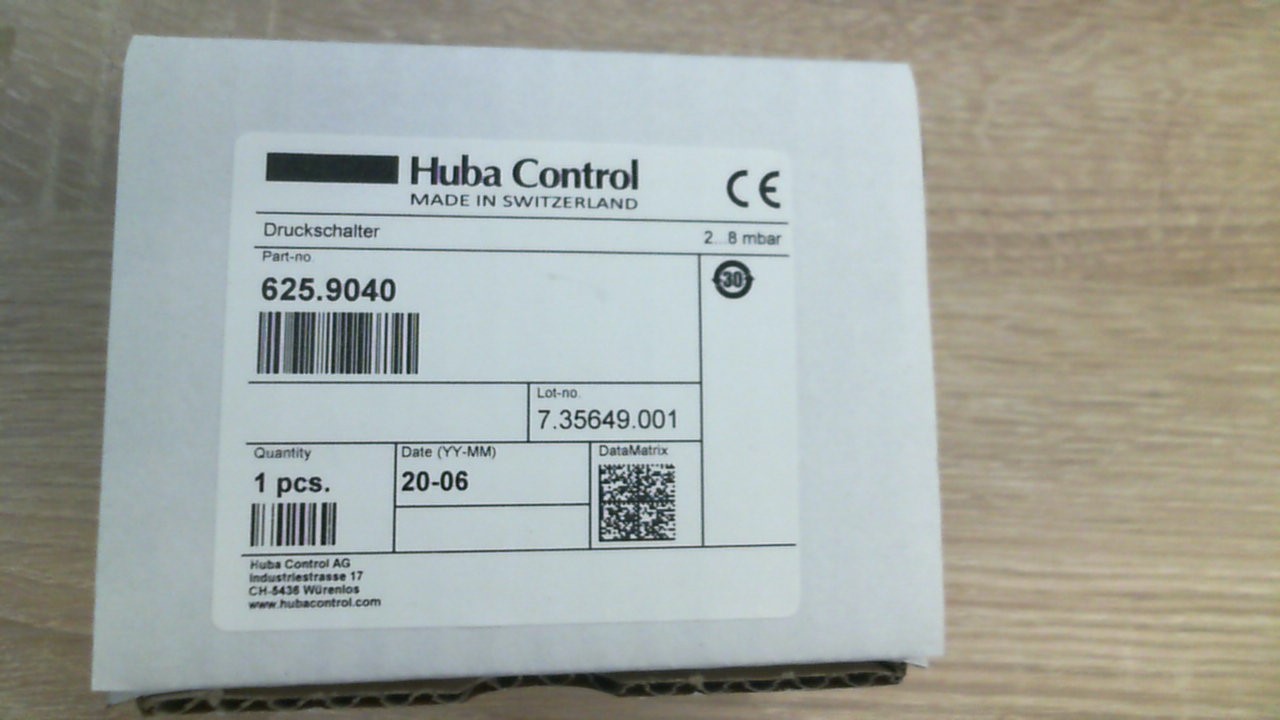 Huba Control
CE
MADE IN SWITZERLAND
Druckschalter
2...8 mbar
Part-no.
625.9040
30
Lot-no.
7.35649.001
Quantity
1 pcs.
Date (YY-MM)
20-06
DataMatrix
Huba Control AG
Industriestrasse 17
CH-5436 Würenlos
www.hubacontrol.com